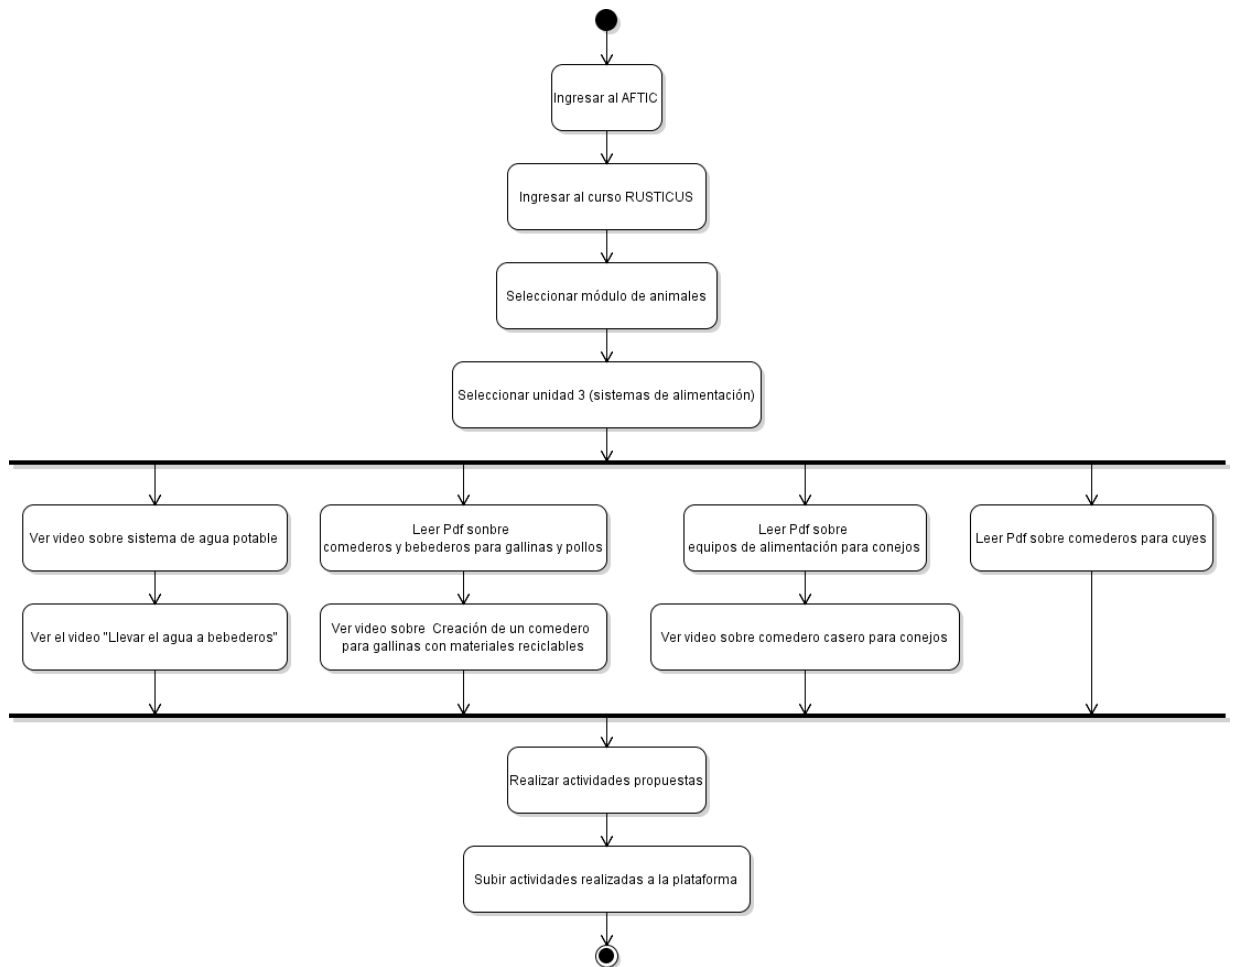 Ingresar al AFTIC
Ingresar al curso RUSTICUS
Seleccionar módulo de animales
Seleccionar unidad 3 (sistemas de alimentación)
Ver video sobre sistema de agua potable
Leer Pdf sonbre
comederos y bebederos para gallinas y pollos
Leer Pdf sobre
equipos de alimentación para conejos
Leer Pdf sobre comederos para cuyes
Ver el video "Llevar el agua a bebederos"
Ver video sobre  Creación de un comedero
para gallinas con materiales reciclables
Ver video sobre comedero casero para conejos
Realizar actividades propuestas
Subir actividades realizadas a la plataforma